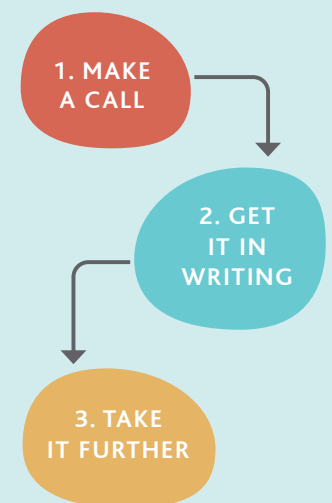 1. MAKE
A CALL
2. GET
IT IN
WRITING
3. TAKE
IT FURTHER